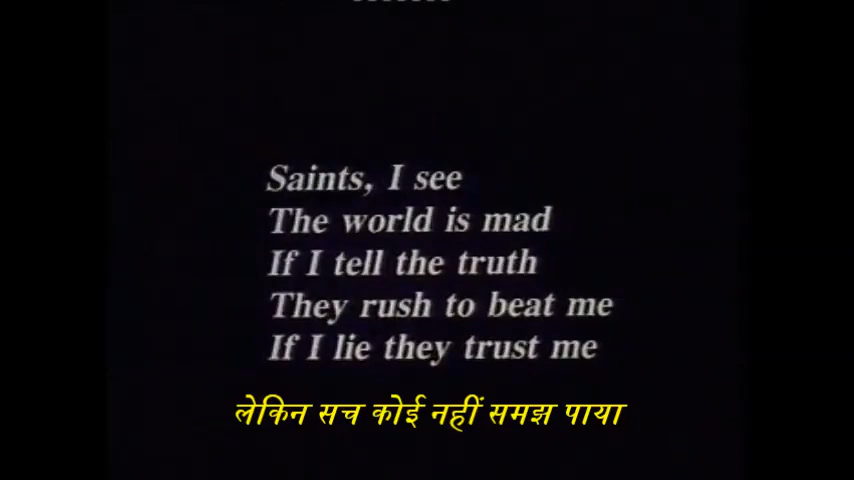 Saints, I see
The world is mad
If I tell the truth
They rush to beat me
If I lie they trust me
लेकिन सच कोई नहीं समझ पाया